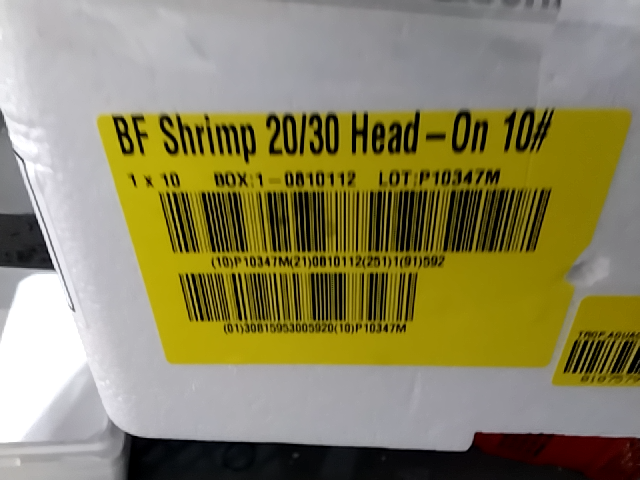 BF Shrimp 20/30 Head-On 10#
1 x 10 BOX:1-0810112 LOT:P10347M
(10)P10347M(21)0810112(251)1(91)592
(01)30815953005920(10)P10347M